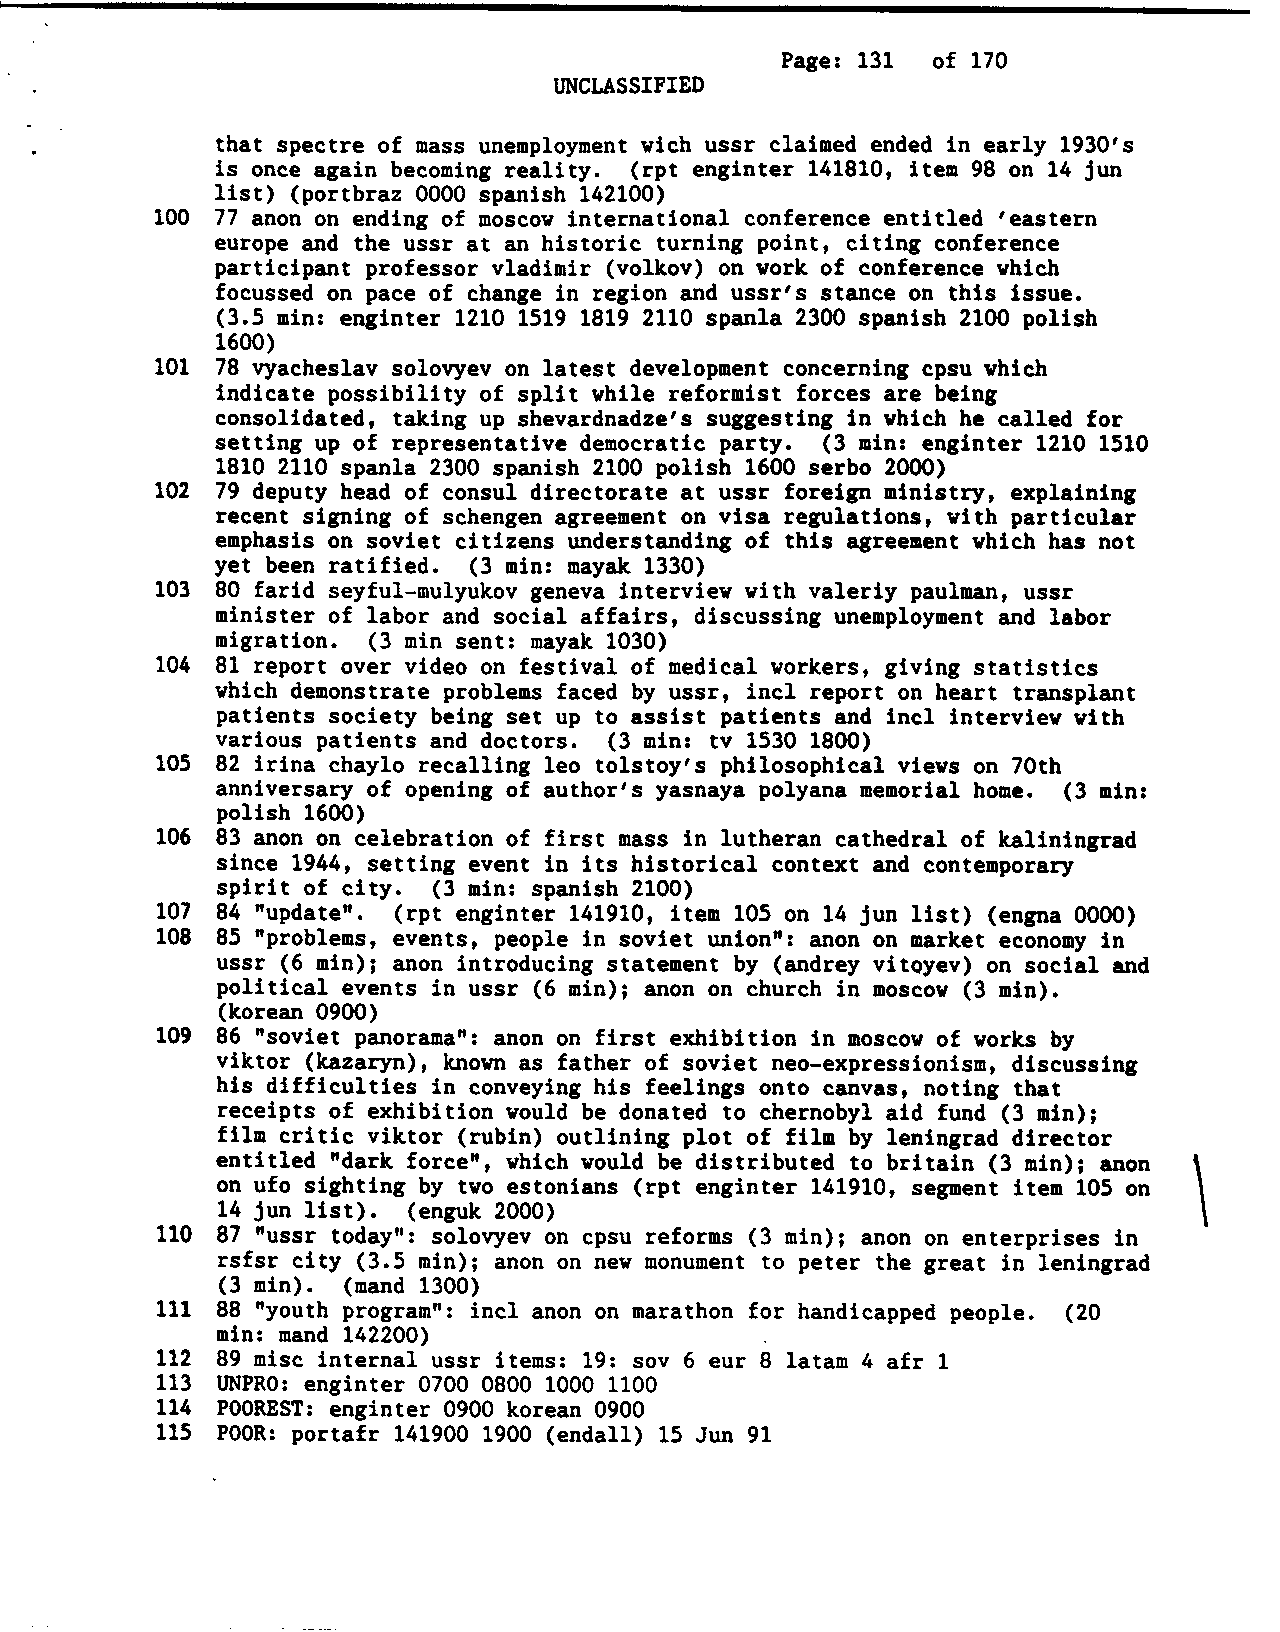 Page: 131 of 170
UNCLASSIFIED
that spectre of mass unemployment wich ussr claimed ended in early 1930's
is once again becoming reality. (rpt enginter 141810, item 98 on 14 jun
list) (portbraz 0000 spanish 142100)
100 77 anon on ending of moscow international conference entitled 'eastern
europe and the ussr at an historic turning point, citing conference
participant professor vladimir (volkov) on work of conference which
focussed on pace of change in region and ussr's stance on this issue.
(3.5 min: enginter 1210 1519 1819 2110 spanla 2300 spanish 2100 polish
1600)
101 78 vyacheslav solovyev on latest development concerning cpsu which
indicate possibility of split while reformist forces are being
consolidated, taking up shevardnadze's suggesting in which he called for
setting up of representative democratic party. (3 min: enginter 1210 1510
1810 2110 spanla 2300 spanish 2100 polish 1600 serbo 2000)
102 79 deputy head of consul directorate at ussr foreign ministry, explaining
recent signing of schengen agreement on visa regulations, with particular
emphasis on soviet citizens understanding of this agreement which has not
yet been ratified. (3 min: mayak 1330)
103 80 farid seyful-mulyukov geneva interview with valeriy paulman, ussr
minister of labor and social affairs, discussing unemployment and labor
migration. (3 min sent: mayak 1030)
104 81 report over video on festival of medical workers, giving statistics
which demonstrate problems faced by ussr, incl report on heart transplant
patients society being set up to assist patients and incl interview with
various patients and doctors. (3 min: tv 1530 1800)
105 82 irina chaylo recalling leo tolstoy's philosophical views on 70th
anniversary of opening of author's yasnaya polyana memorial home. (3 min:
polish 1600)
106 83 anon on celebration of first mass in lutheran cathedral of kaliningrad
since 1944, setting event in its historical context and contemporary
spirit of city. (3 min: spanish 2100)
107 84 "update". (rpt enginter 141910, item 105 on 14 jun list) (engna 0000)
108 85 "problems, events, people in soviet union": anon on market economy in
ussr (6 min); anon introducing statement by (andrey vitoyev) on social and
political events in ussr (6 min); anon on church in moscow (3 min).
(korean 0900)
109 86 "soviet panorama": anon on first exhibition in moscow of works by
viktor (kazaryn), known as father of soviet neo-expressionism, discussing
his difficulties in conveying his feelings onto canvas, noting that
receipts of exhibition would be donated to chernobyl aid fund (3 min);
film critic viktor (rubin) outlining plot of film by leningrad director
entitled "dark force", which would be distributed to britain (3 min); anon
on ufo sighting by two estonians (rpt enginter 141910, segment item 105 on
14 jun list). (enguk 2000)
110 87 "ussr today": solovyev on cpsu reforms (3 min); anon on enterprises in
rsfsr city (3.5 min); anon on new monument to peter the great in leningrad
(3 min). (mand 1300)
111 88 "youth program": incl anon on marathon for handicapped people. (20
min: mand 142200)
112 89 misc internal ussr items: 19: sov 6 eur 8 latam 4 afr 1
113 UNPRO: enginter 0700 0800 1000 1100
114 POOREST: enginter 0900 korean 0900
115 POOR: portafr 141900 1900 (endall) 15 Jun 91